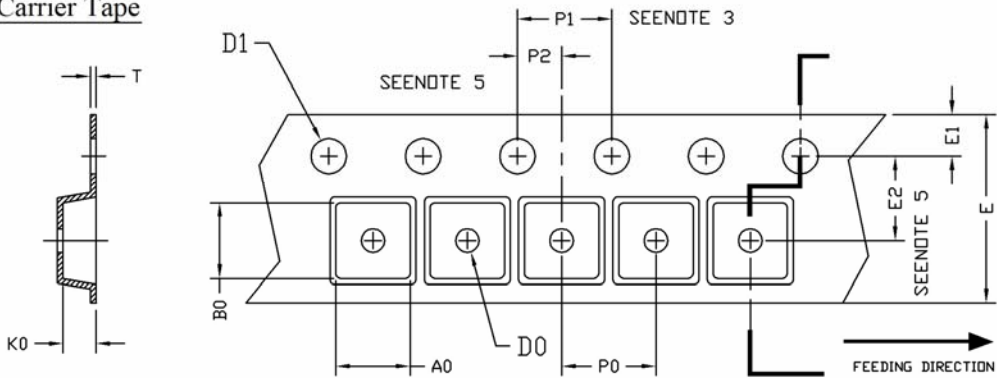 Carrier Tape
P1
SEENOTE 3
D1
P2
T
SEENOTE 5
E1
E2
E
SEENOTE 5
B0
K0
A0
D0
P0
FEEDING DIRECTION